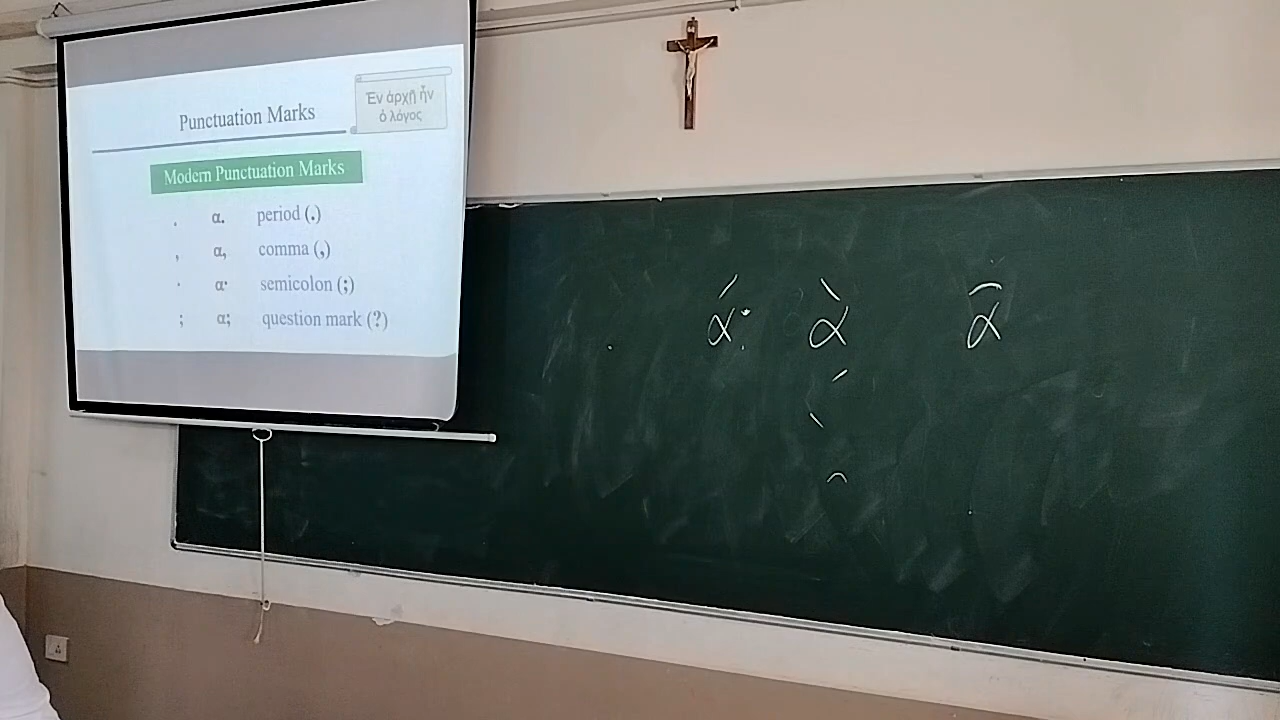 Punctuation Marks
Ἐν ἀρχῇ ἦν
ὁ λόγος
Modern Punctuation Marks
. α. period (.)
, α, comma (,)
· α· semicolon (;)
; α; question mark (?)
ά· ὰ ᾶ
´
`
῀